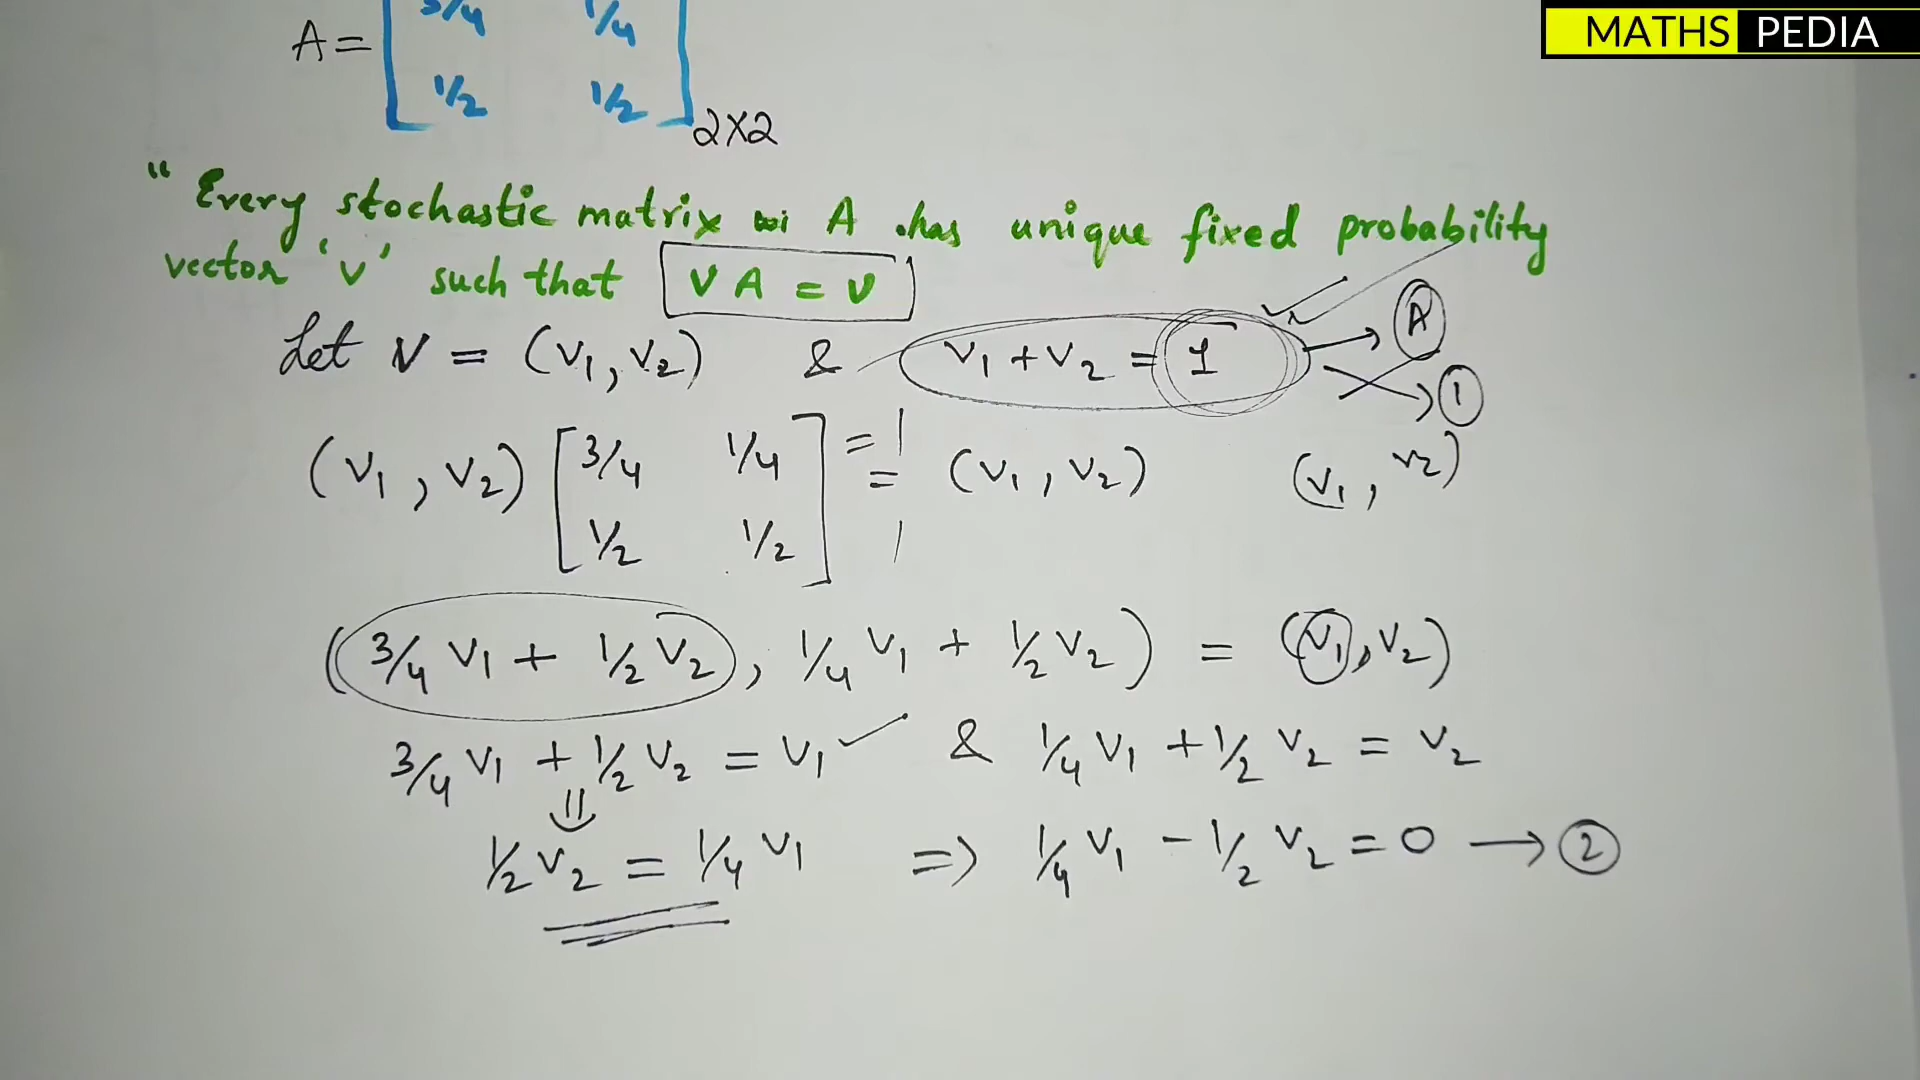 MATHS PEDIA
A = [ 3/4 1/4
1/2 1/2 ] 2X2
" Every stochastic matrix A has unique fixed probability
vector 'v' such that V A = V
Let V = (V1, V2) & V1 + V2 = 1 → A
→ 1
(V1, V2) [ 3/4 1/4 ] = = (V1, V2) (V1, V2)
1/2 1/2
(3/4 V1 + 1/2 V2, 1/4 V1 + 1/2 V2) = (V1, V2)
3/4 V1 + 1/2 V2 = V1 ✓ & 1/4 V1 + 1/2 V2 = V2
⇓
1/2 V2 = 1/4 V1 => 1/4 V1 - 1/2 V2 = 0 → 2